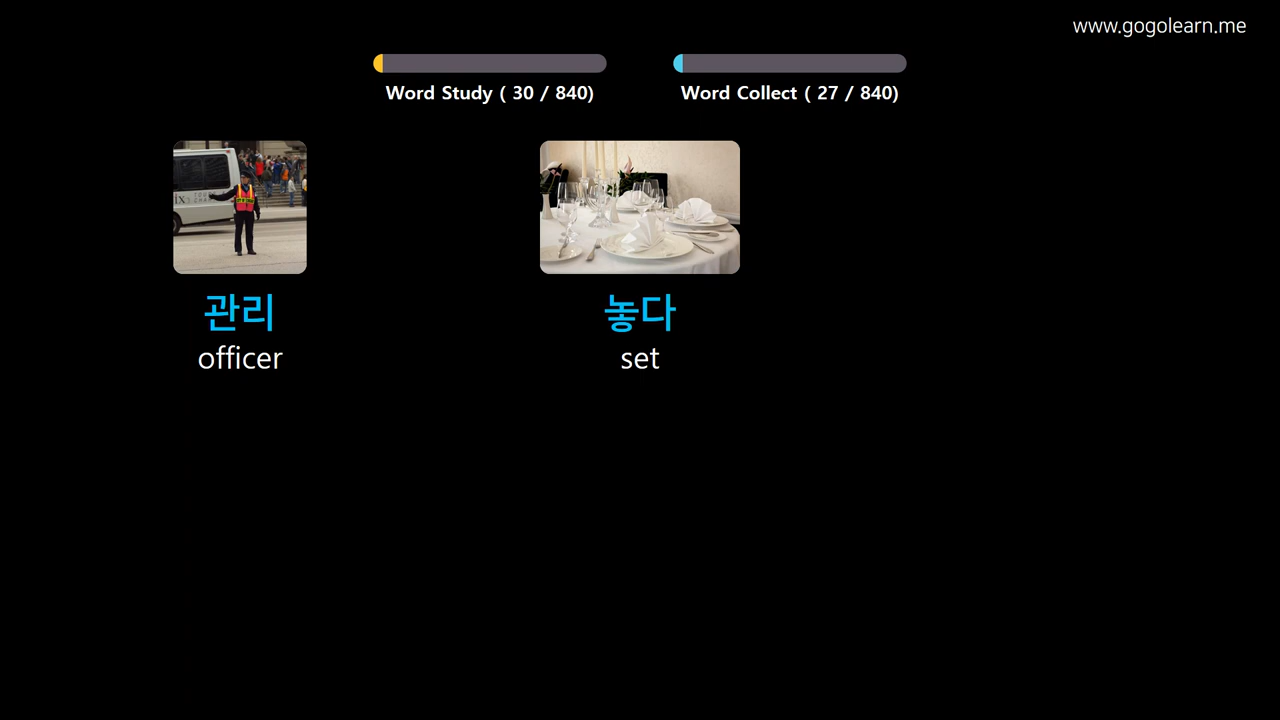 www.gogolearn.me
Word Study ( 30 / 840)
Word Collect ( 27 / 840)
관리
officer
놓다
set